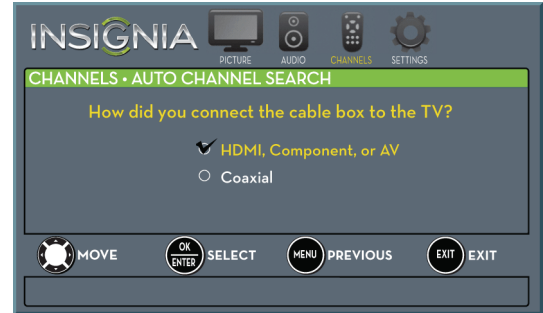 INSIGNIA
PICTURE AUDIO CHANNELS SETTINGS
CHANNELS • AUTO CHANNEL SEARCH
How did you connect the cable box to the TV?
HDMI, Component, or AV
Coaxial
MOVE OK ENTER SELECT MENU PREVIOUS EXIT EXIT